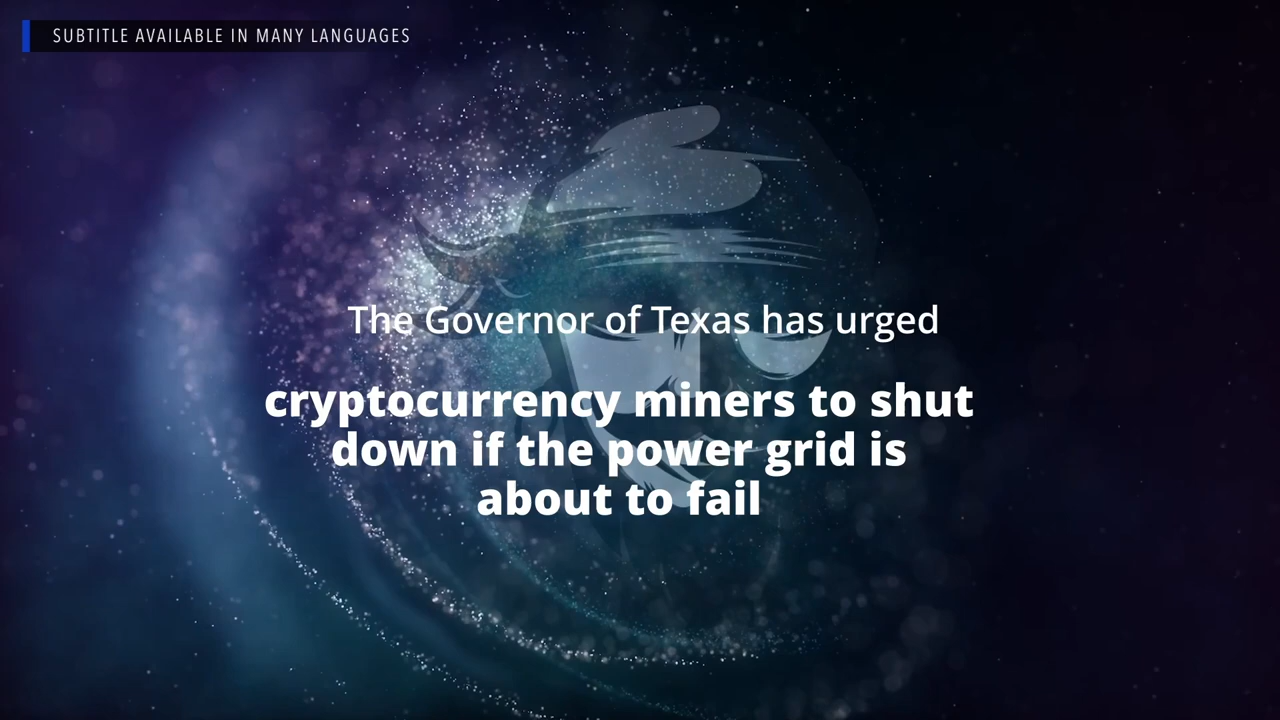 SUBTITLE AVAILABLE IN MANY LANGUAGES
The Governor of Texas has urged
cryptocurrency miners to shut
down if the power grid is
about to fail